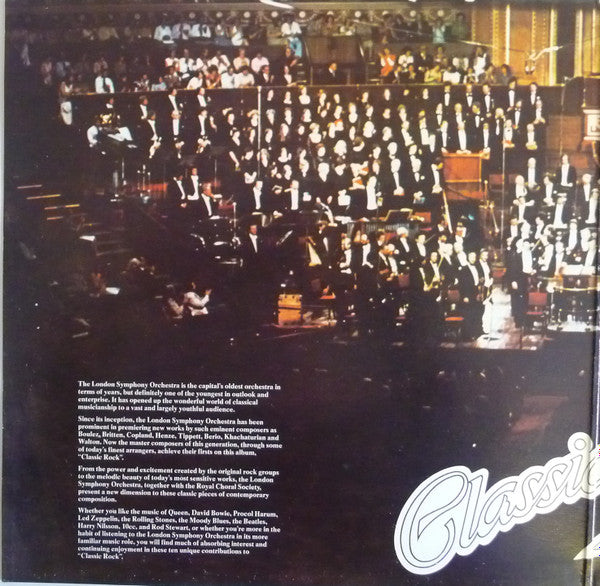 The London Symphony Orchestra is the capital's oldest orchestra in
terms of years, but definitely one of the youngest in outlook and
enterprise. It has opened up the wonderful world of classical
musicianship to a vast and largely youthful audience.
Since its inception, the London Symphony Orchestra has been
prominent in premiering new works by such eminent composers as
Boulez, Britten, Copland, Henze, Tippett, Berio, Khachaturian and
Walton. Now the master composers of this generation, through some
of today's finest arrangers, achieve their firsts on this album,
"Classic Rock".
From the power and excitement created by the original rock groups
to the melodic beauty of today's most sensitive works, the London
Symphony Orchestra, together with the Royal Choral Society,
present a new dimension to these classic pieces of contemporary
composition.
Whether you like the music of Queen, David Bowie, Procol Harum,
Led Zeppelin, the Rolling Stones, the Moody Blues, the Beatles,
Harry Nilsson, 10cc, and Rod Stewart, or whether you're more in the
habit of listening to the London Symphony Orchestra in its more
familiar music role, you will find much of absorbing interest and
continuing enjoyment in these ten unique contributions to
"Classic Rock".
Classic